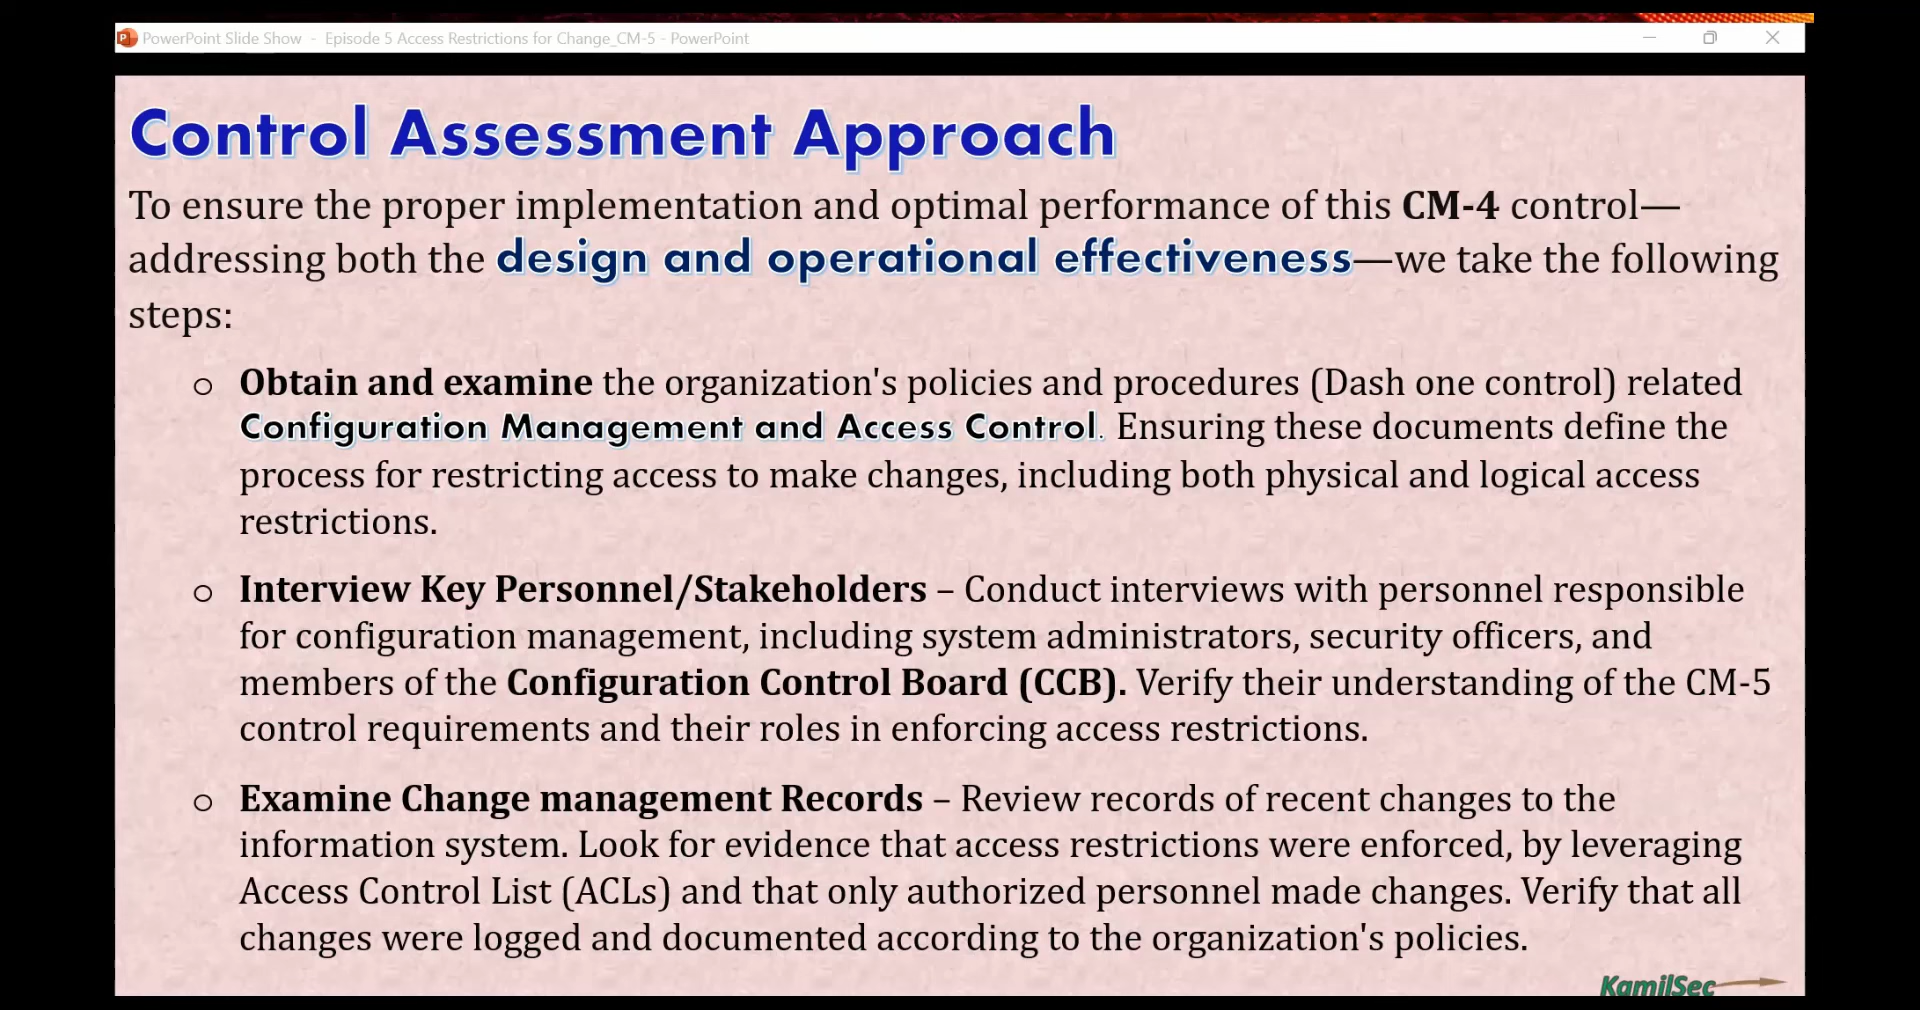 PowerPoint Slide Show - Episode 5 Access Restrictions for Change_CM-5 - PowerPoint
Control Assessment Approach
To ensure the proper implementation and optimal performance of this CM-4 control—
addressing both the design and operational effectiveness—we take the following
steps:
o Obtain and examine the organization's policies and procedures (Dash one control) related
Configuration Management and Access Control. Ensuring these documents define the
process for restricting access to make changes, including both physical and logical access
restrictions.
o Interview Key Personnel/Stakeholders – Conduct interviews with personnel responsible
for configuration management, including system administrators, security officers, and
members of the Configuration Control Board (CCB). Verify their understanding of the CM-5
control requirements and their roles in enforcing access restrictions.
o Examine Change management Records – Review records of recent changes to the
information system. Look for evidence that access restrictions were enforced, by leveraging
Access Control List (ACLs) and that only authorized personnel made changes. Verify that all
changes were logged and documented according to the organization's policies.
KamilSec